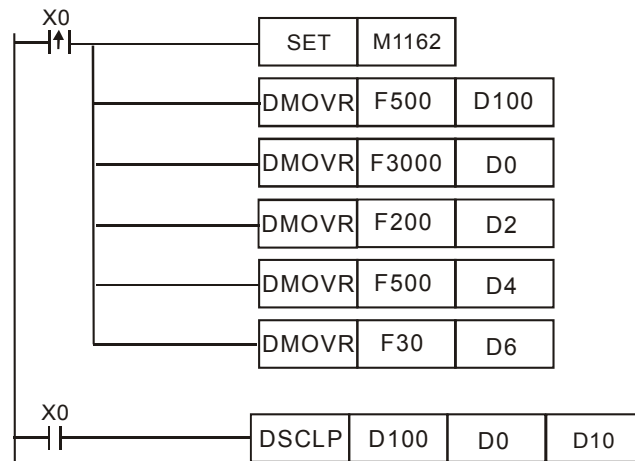 X0
SET M1162
DMOVR F500 D100
DMOVR F3000 D0
DMOVR F200 D2
DMOVR F500 D4
DMOVR F30 D6
X0
DSCLP D100 D0 D10